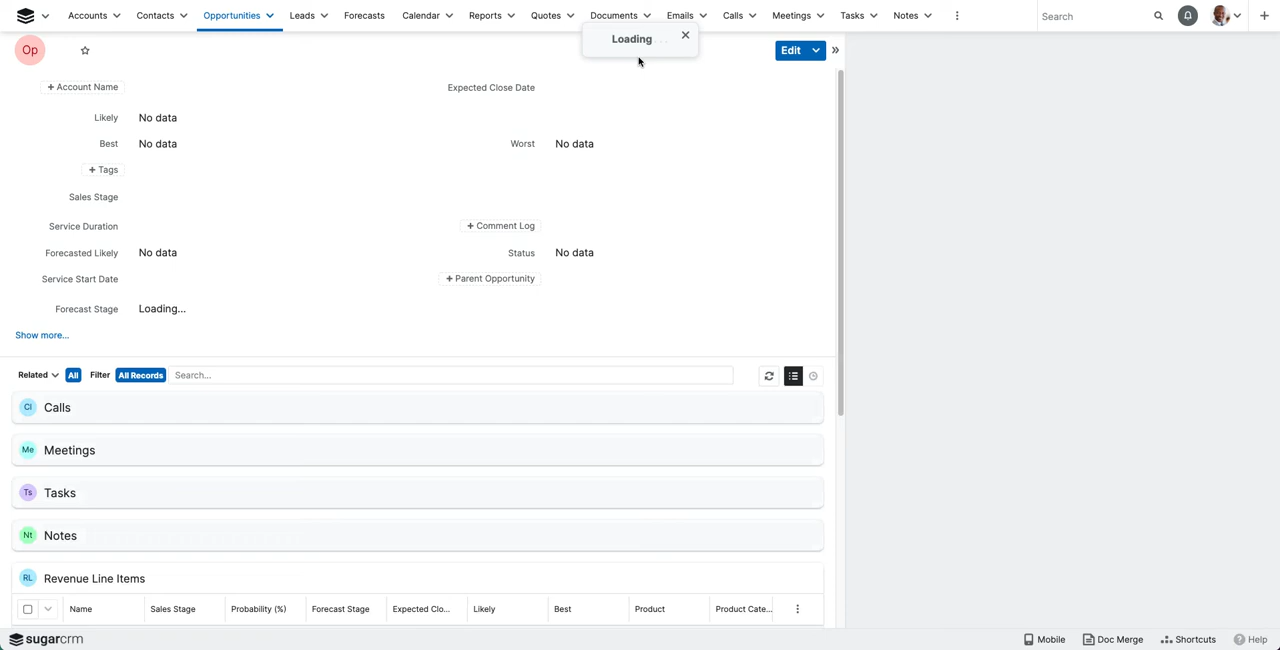 Accounts Contacts Opportunities Leads Forecasts Calendar Reports Quotes Documents Emails Calls Meetings Tasks Notes Search
Loading...
Op Edit
+ Account Name Expected Close Date
Likely No data
Best No data Worst No data
+ Tags
Sales Stage
Service Duration + Comment Log
Forecasted Likely No data Status No data
Service Start Date + Parent Opportunity
Forecast Stage Loading...
Show more...
Related All Filter All Records Search...
Cl Calls
Me Meetings
Ts Tasks
Nt Notes
RL Revenue Line Items
Name Sales Stage Probability (%) Forecast Stage Expected Clo... Likely Best Product Product Cate...
sugarcrm Mobile Doc Merge Shortcuts Help